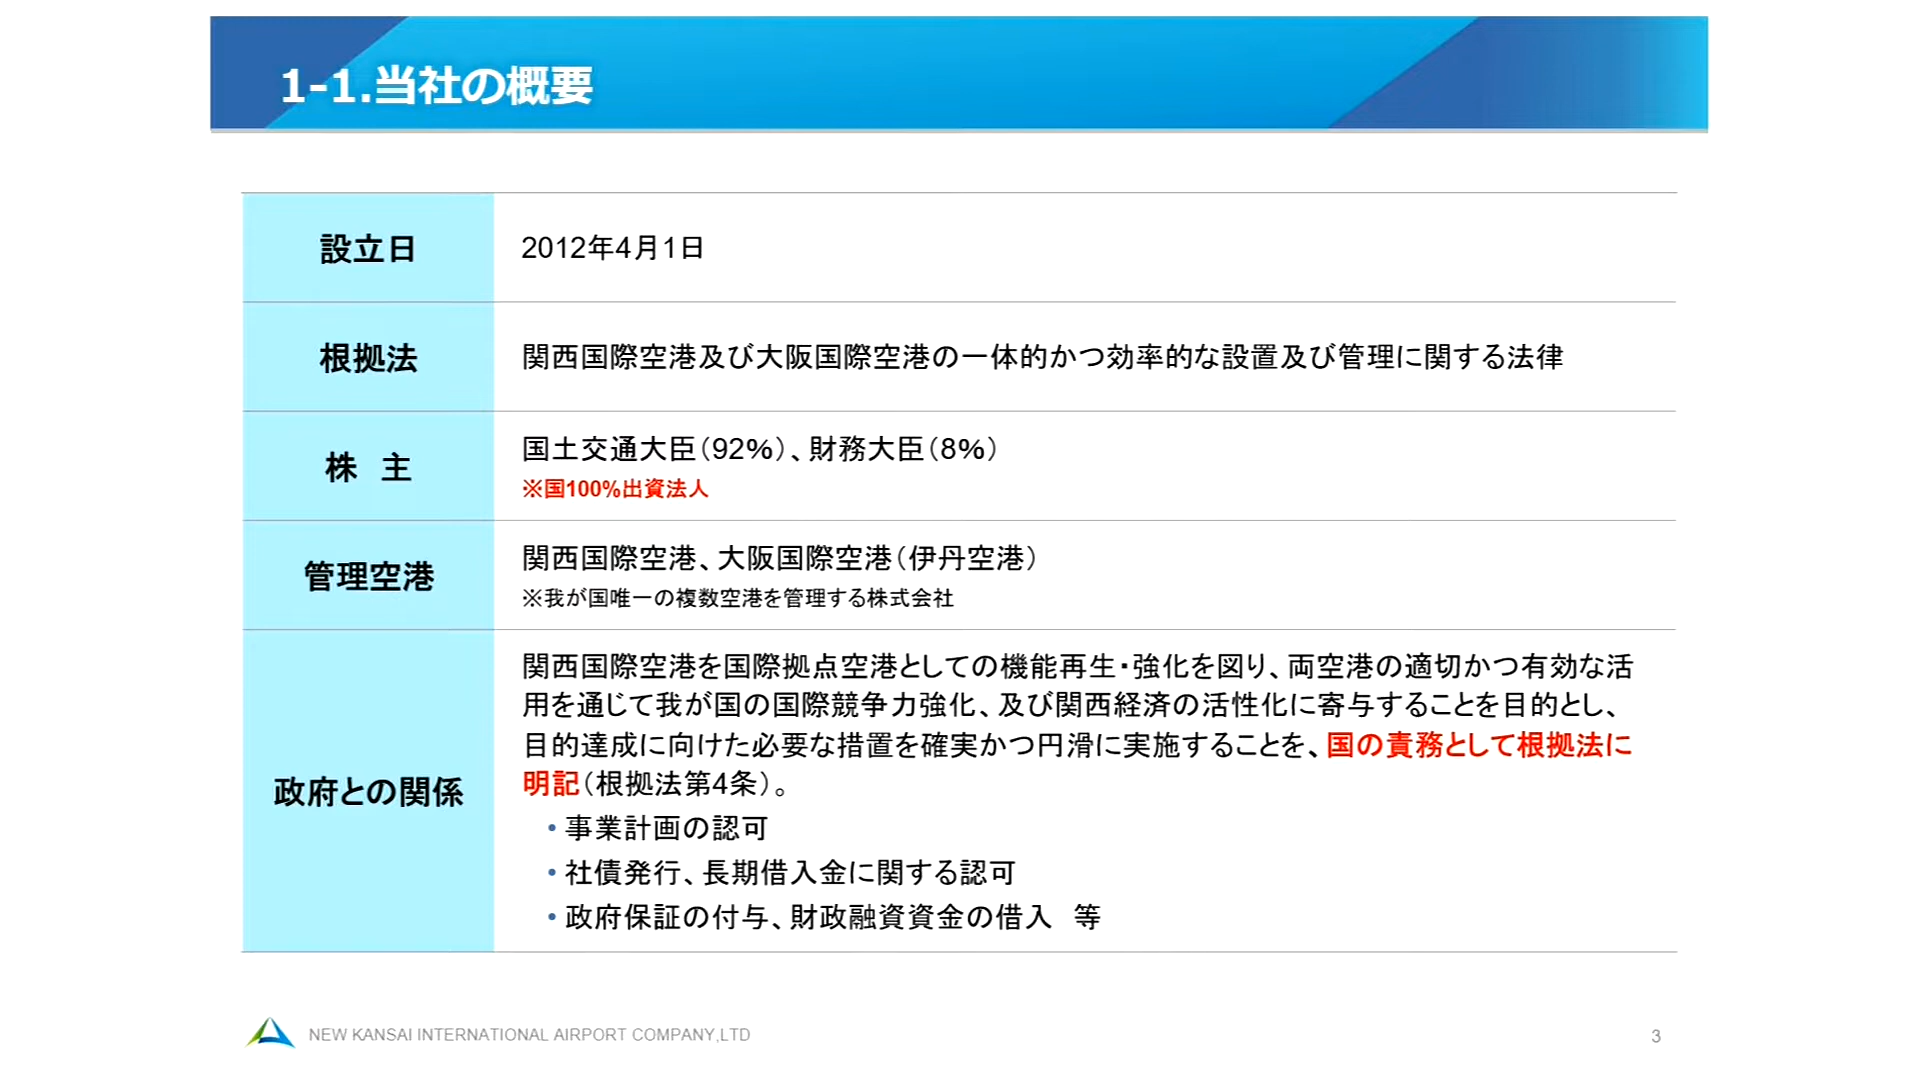 1-1.当社の概要
設立日
2012年4月1日
根拠法
関西国際空港及び大阪国際空港の一体的かつ効率的な設置及び管理に関する法律
株　主
国土交通大臣（92%）、財務大臣（8%）
※国100%出資法人
管理空港
関西国際空港、大阪国際空港（伊丹空港）
※我が国唯一の複数空港を管理する株式会社
政府との関係
関西国際空港を国際拠点空港としての機能再生・強化を図り、両空港の適切かつ有効な活
用を通じて我が国の国際競争力強化、及び関西経済の活性化に寄与することを目的とし、
目的達成に向けた必要な措置を確実かつ円滑に実施することを、国の責務として根拠法に
明記（根拠法第4条）。
• 事業計画の認可
• 社債発行、長期借入金に関する認可
• 政府保証の付与、財政融資資金の借入　等
NEW KANSAI INTERNATIONAL AIRPORT COMPANY,LTD
3